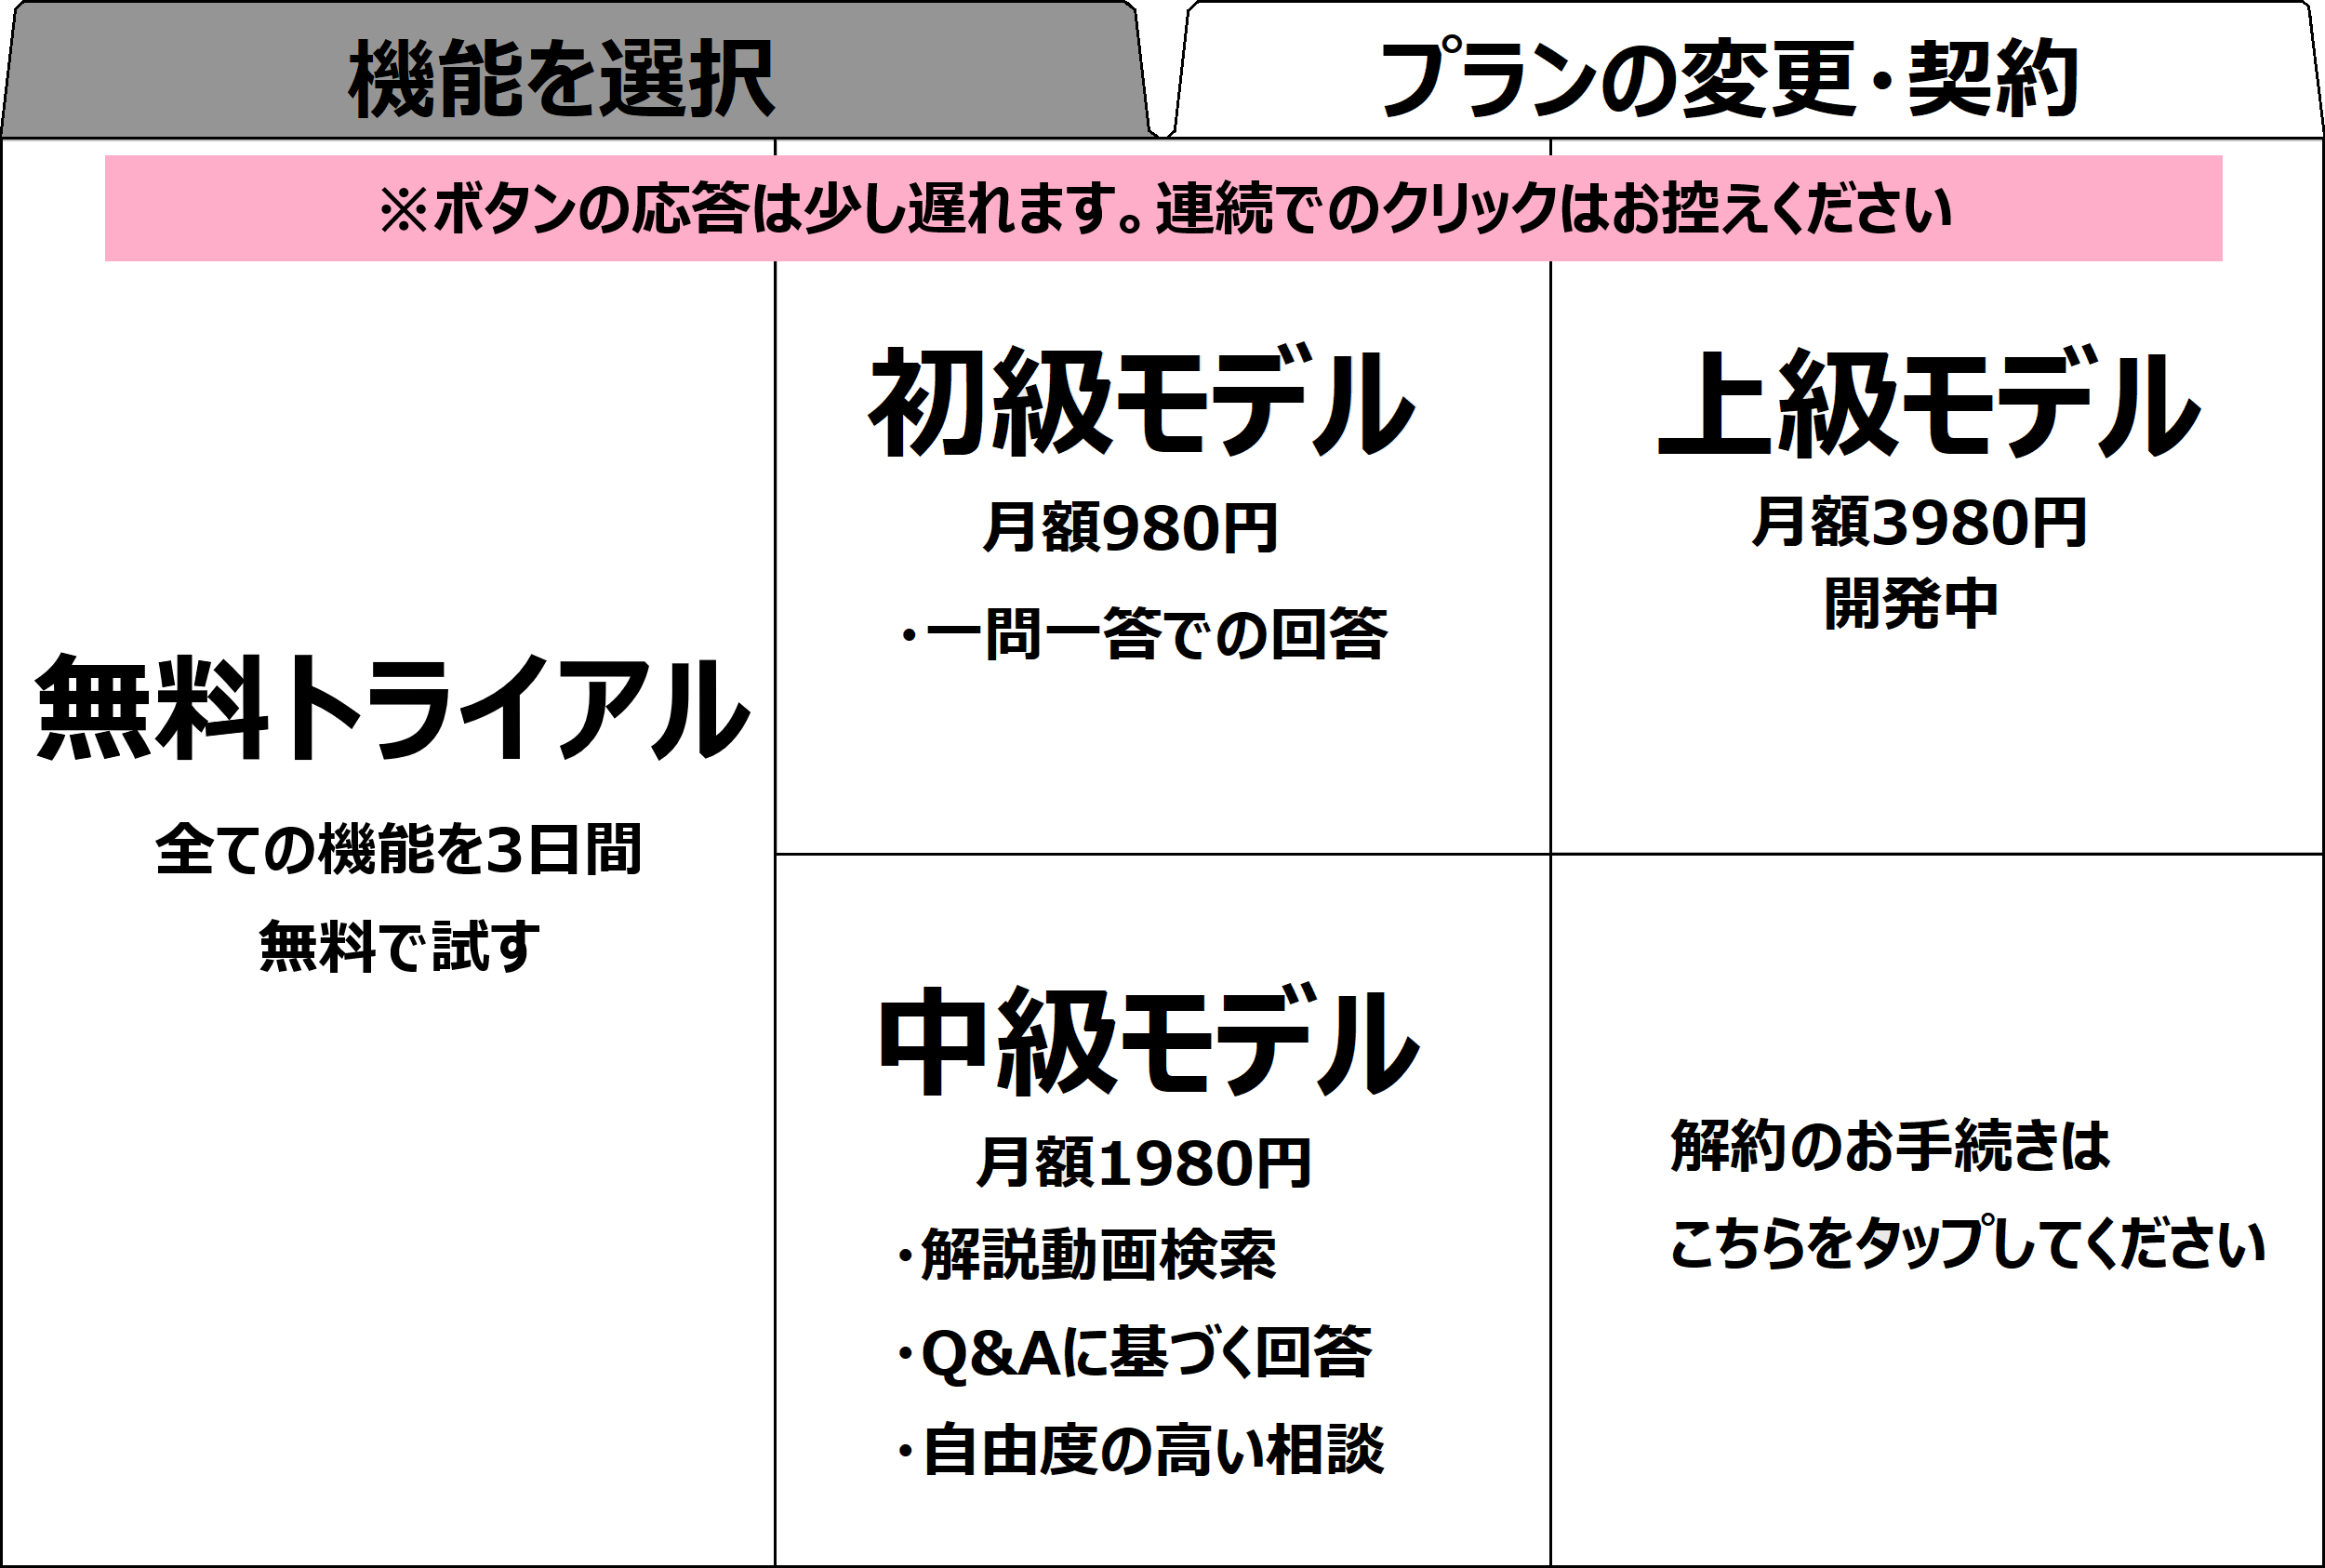 機能を選択
プランの変更・契約
※ボタンの応答は少し遅れます。連続でのクリックはお控えください
無料トライアル
全ての機能を3日間
無料で試す
初級モデル
月額980円
・一問一答での回答
上級モデル
月額3980円
開発中
中級モデル
月額1980円
・解説動画検索
・Q&Aに基づく回答
・自由度の高い相談
解約のお手続きは
こちらをタップしてください